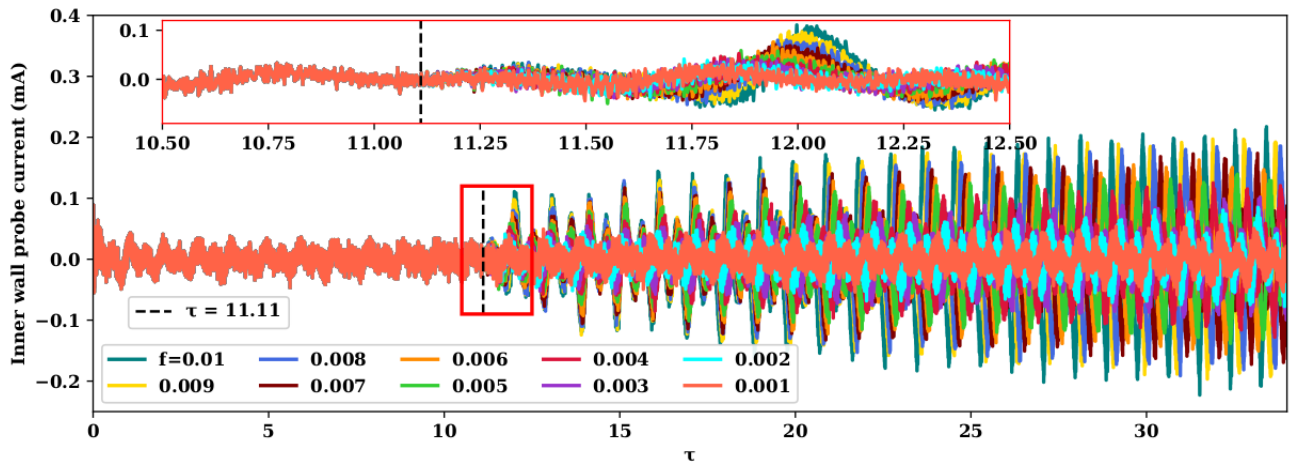 0.4
0.3
0.2
0.1
0.0
−0.1
−0.2
Inner wall probe current (mA)
0.1
0.0
10.50 10.75 11.00 11.25 11.50 11.75 12.00 12.25 12.50
τ = 11.11
f=0.01 0.008 0.006 0.004 0.002
0.009 0.007 0.005 0.003 0.001
0 5 10 15 20 25 30
τ